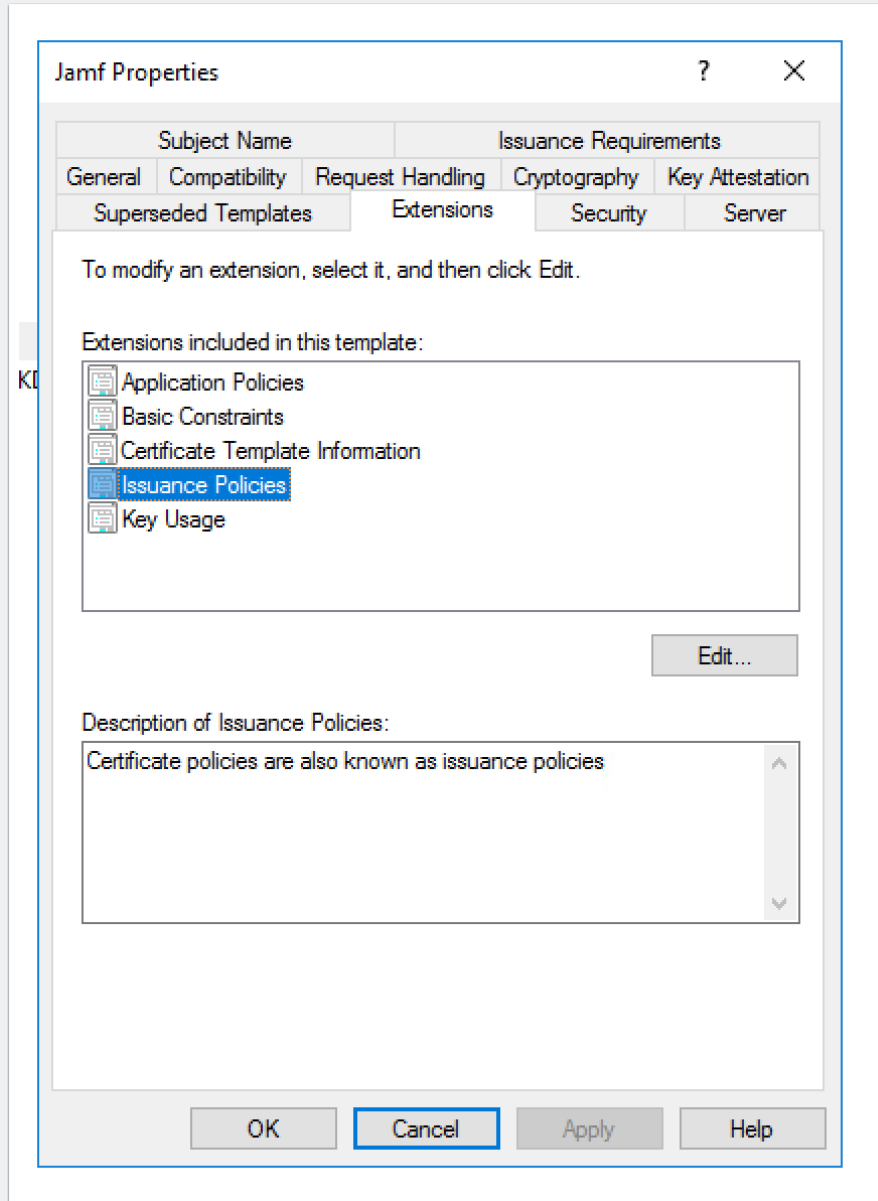 Jamf Properties
?
Subject Name Issuance Requirements
General Compatibility Request Handling Cryptography Key Attestation
Superseded Templates Extensions Security Server
To modify an extension, select it, and then click Edit.
Extensions included in this template:
Application Policies
Basic Constraints
Certificate Template Information
Issuance Policies
Key Usage
Edit...
Description of Issuance Policies:
Certificate policies are also known as issuance policies
OK Cancel Apply Help